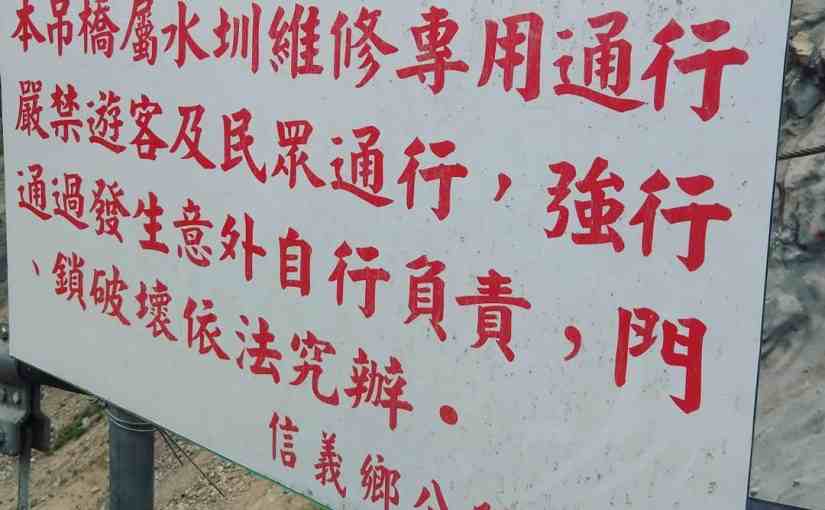 本吊橋屬水圳維修專用通行
嚴禁遊客及民眾通行，強行
通過發生意外自行負責，門
、鎖破壞依法究辦．
信義鄉公